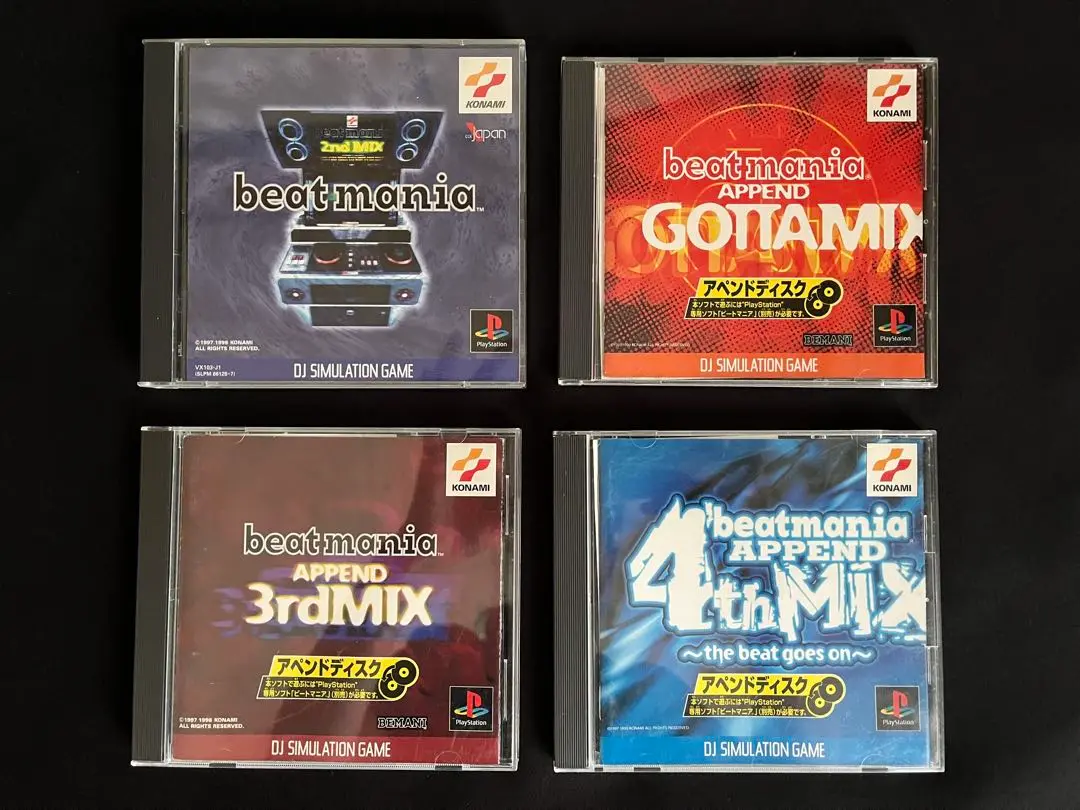 KONAMI
GCC Japan
beatmania
2nd MIX
beatmania™
©1997 1998 KONAMI
ALL RIGHTS RESERVED.
PlayStation
VX103-J1
(SLPM 86125~7)
DJ SIMULATION GAME
KONAMI
beatmania
APPEND
GOTTAMIX
アペンドディスク
本ソフトで遊ぶには"PlayStation"
専用ソフト「ビートマニア」(別売)が必要です。
BEMANI
PlayStation
DJ SIMULATION GAME
KONAMI
beatmania™
APPEND
3rdMIX
アペンドディスク
本ソフトで遊ぶには"PlayStation"
専用ソフト「ビートマニア」(別売)が必要です。
©1997 1998 KONAMI
ALL RIGHTS RESERVED.
BEMANI
PlayStation
DJ SIMULATION GAME
KONAMI
beatmania
APPEND
4thMIX
~the beat goes on~
アペンドディスク
本ソフトで遊ぶには"PlayStation"
専用ソフト「ビートマニア」(別売)が必要です。
PlayStation
DJ SIMULATION GAME